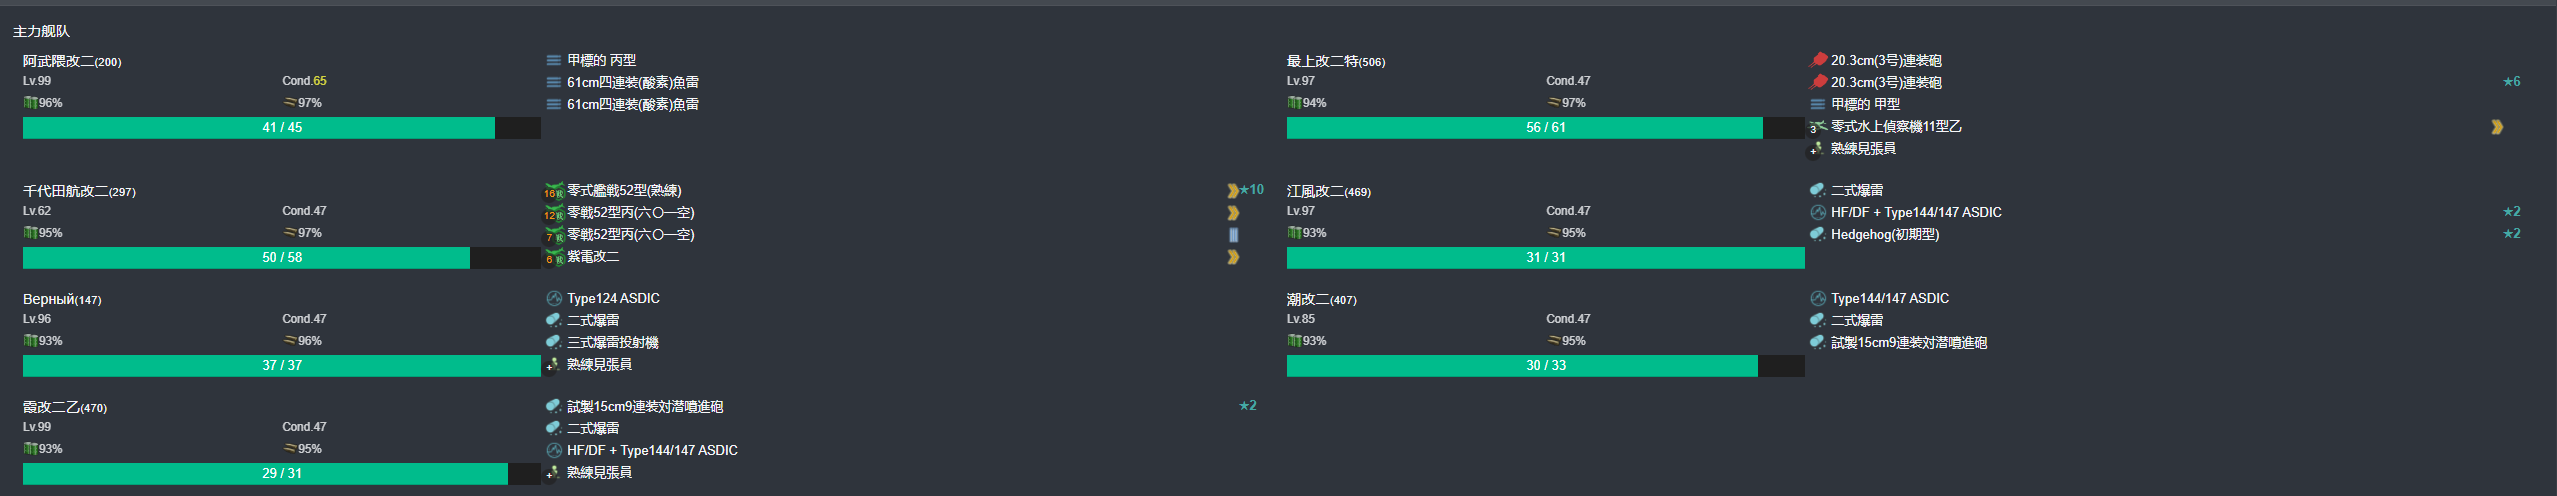 主力舰队
阿武隈改二(200)
Lv.99 Cond.65
96% 97%
41 / 45
甲標的 丙型
61cm四連装(酸素)魚雷
61cm四連装(酸素)魚雷
最上改二特(506)
Lv.97 Cond.47
94% 97%
56 / 61
20.3cm(3号)連装砲
20.3cm(3号)連装砲 ★6
甲標的 甲型
3 零式水上偵察機11型乙
+ 熟練見張員
千代田航改二(297)
Lv.62 Cond.47
95% 97%
50 / 58
16 零式艦戦52型(熟練) ★10
12 零戦52型丙(六〇一空)
7 零戦52型丙(六〇一空)
6 紫電改二
江風改二(469)
Lv.97 Cond.47
93% 95%
31 / 31
二式爆雷
HF/DF + Type144/147 ASDIC ★2
Hedgehog(初期型) ★2
Верный(147)
Lv.96 Cond.47
93% 96%
37 / 37
Type124 ASDIC
二式爆雷
三式爆雷投射機
+ 熟練見張員
潮改二(407)
Lv.85 Cond.47
93% 95%
30 / 33
Type144/147 ASDIC
二式爆雷
試製15cm9連装対潜噴進砲
霞改二乙(470)
Lv.99 Cond.47
93% 95%
29 / 31
試製15cm9連装対潜噴進砲 ★2
二式爆雷
HF/DF + Type144/147 ASDIC
+ 熟練見張員